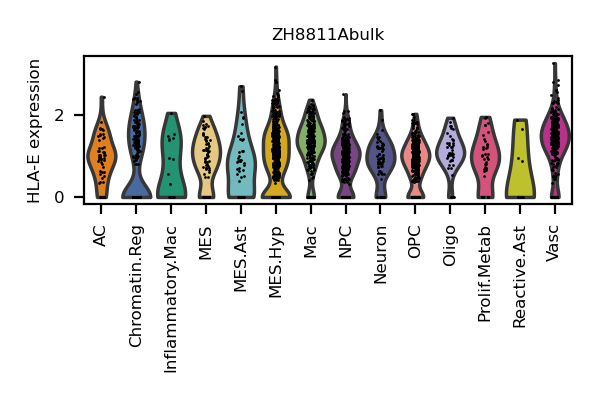 ZH8811Abulk
HLA-E expression
2
0
AC
Chromatin.Reg
Inflammatory.Mac
MES
MES.Ast
MES.Hyp
Mac
NPC
Neuron
OPC
Oligo
Prolif.Metab
Reactive.Ast
Vasc